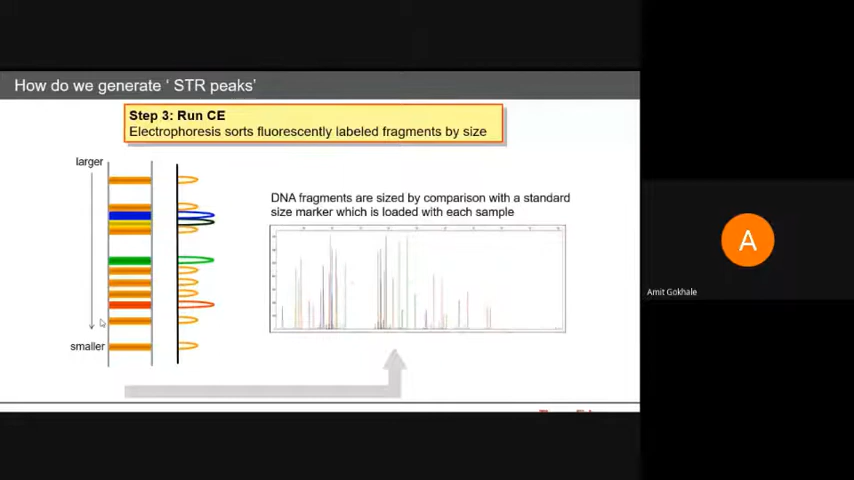 How do we generate ' STR peaks'
Step 3: Run CE
Electrophoresis sorts fluorescently labeled fragments by size
larger
DNA fragments are sized by comparison with a standard
size marker which is loaded with each sample
smaller
A
Amit Gokhale